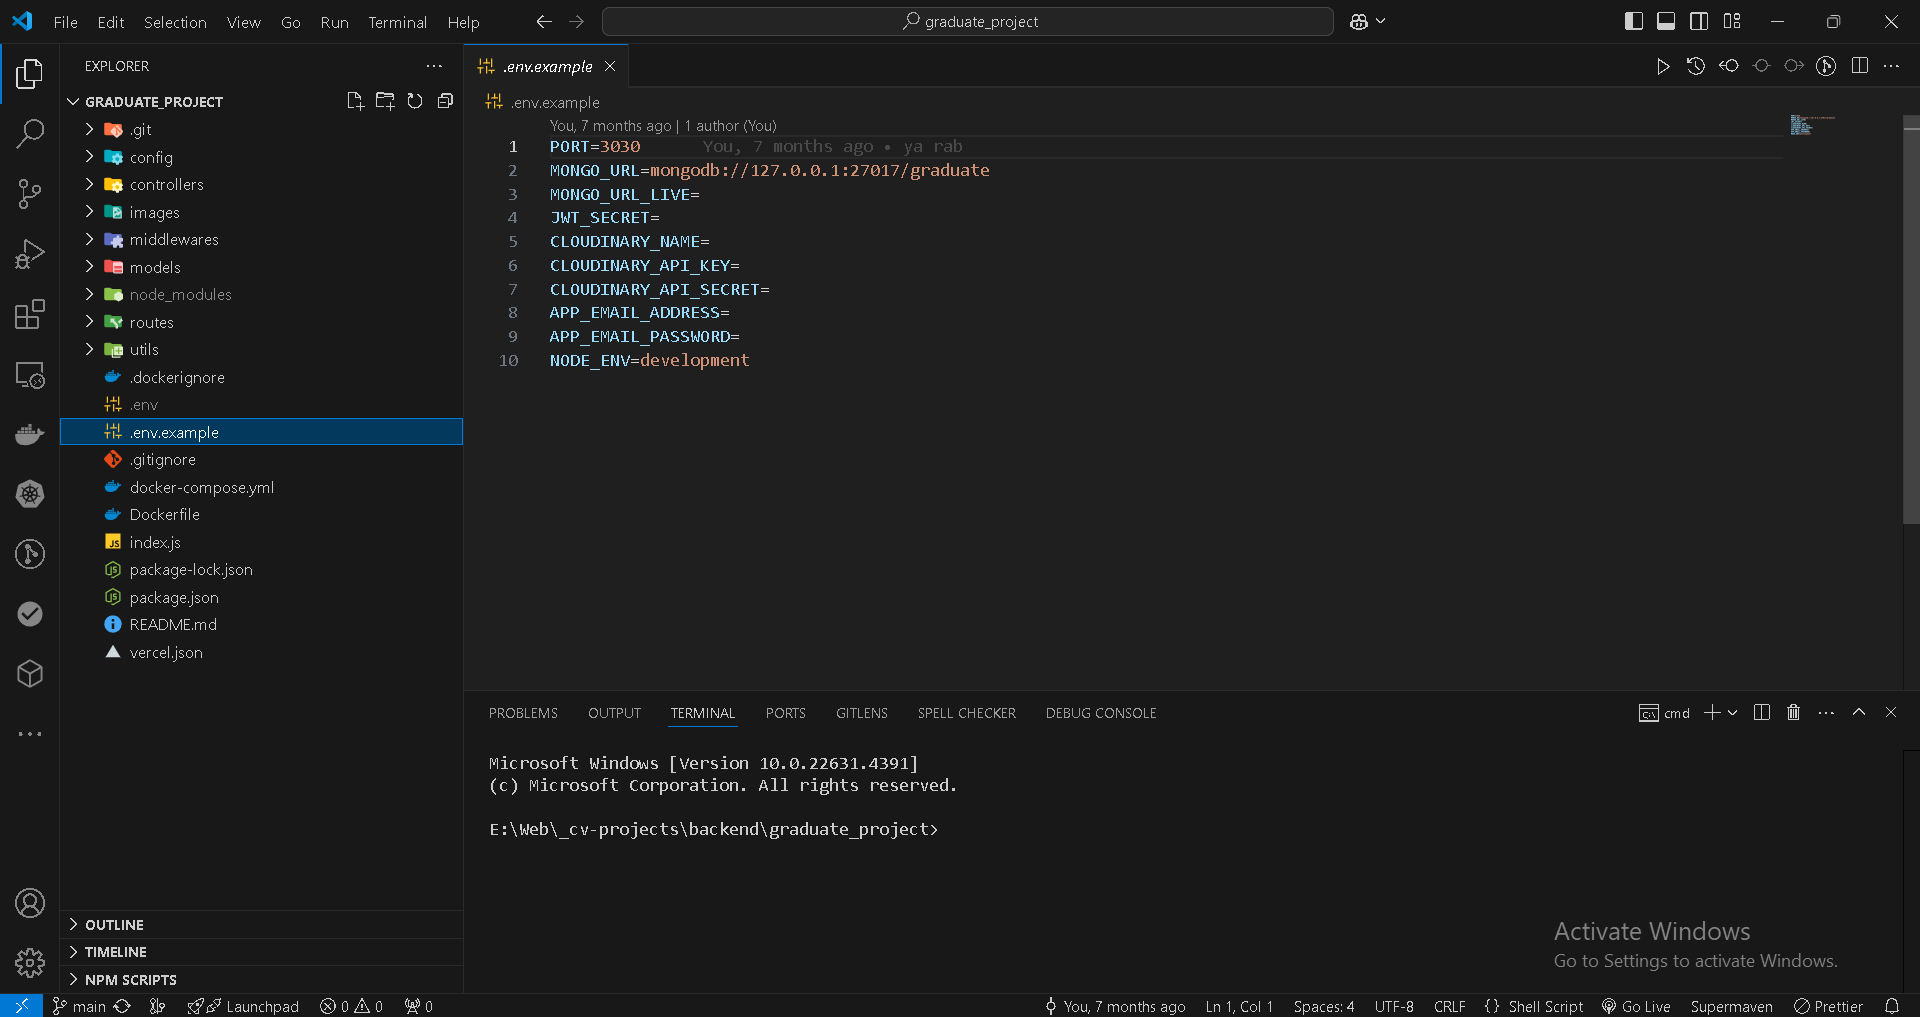 File Edit Selection View Go Run Terminal Help
graduate_project
EXPLORER
GRADUATE_PROJECT
.git
config
controllers
images
middlewares
models
node_modules
routes
utils
.dockerignore
.env
.env.example
.gitignore
docker-compose.yml
Dockerfile
index.js
package-lock.json
package.json
README.md
vercel.json
OUTLINE
TIMELINE
NPM SCRIPTS
.env.example
.env.example
You, 7 months ago | 1 author (You)
1 PORT=3030 You, 7 months ago • ya rab
2 MONGO_URL=mongodb://127.0.0.1:27017/graduate
3 MONGO_URL_LIVE=
4 JWT_SECRET=
5 CLOUDINARY_NAME=
6 CLOUDINARY_API_KEY=
7 CLOUDINARY_API_SECRET=
8 APP_EMAIL_ADDRESS=
9 APP_EMAIL_PASSWORD=
10 NODE_ENV=development
PROBLEMS OUTPUT TERMINAL PORTS GITLENS SPELL CHECKER DEBUG CONSOLE
cmd
Microsoft Windows [Version 10.0.22631.4391]
(c) Microsoft Corporation. All rights reserved.
E:\Web\_cv-projects\backend\graduate_project>
Activate Windows
Go to Settings to activate Windows.
main Launchpad 0 0 0 You, 7 months ago Ln 1, Col 1 Spaces: 4 UTF-8 CRLF {} Shell Script Go Live Supermaven Prettier